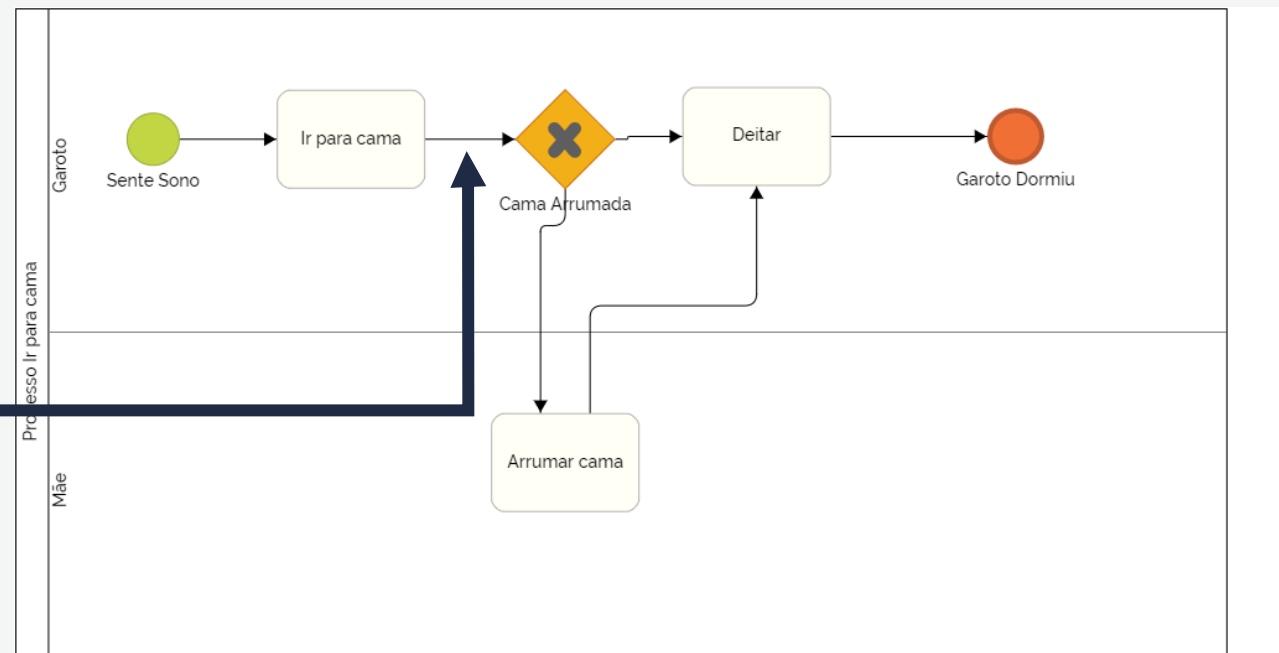 Processo Ir para cama
Garoto
Sente Sono
Ir para cama
Cama Arrumada
Deitar
Garoto Dormiu
Mãe
Arrumar cama